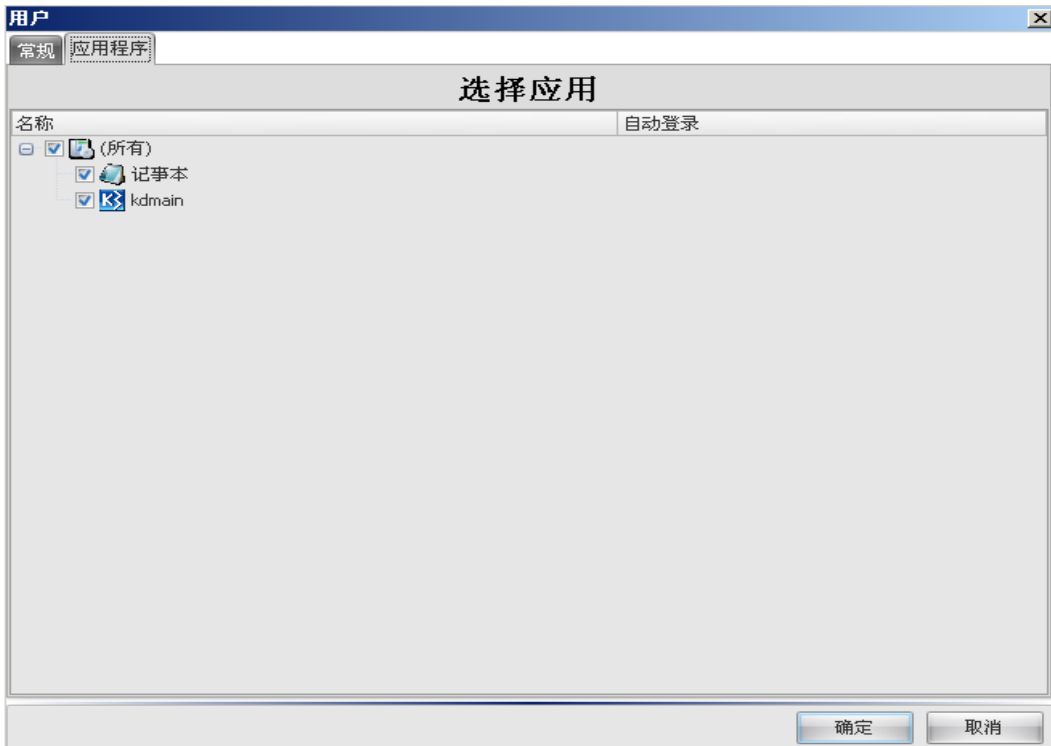 用户
常规 应用程序
选择应用
名称 自动登录
(所有)
记事本
kdmain
确定 取消